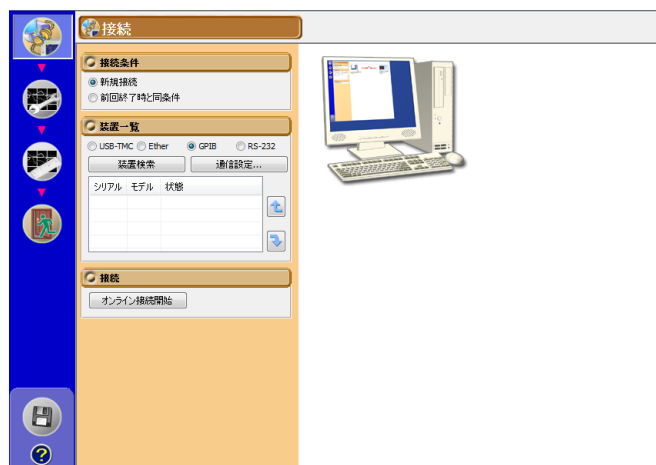 接続
接続条件
新規接続
前回終了時と同条件
装置一覧
USB-TMC Ether GPIB RS-232
装置検索 通信設定...
シリアル モデル 状態
接続
オンライン接続開始
?